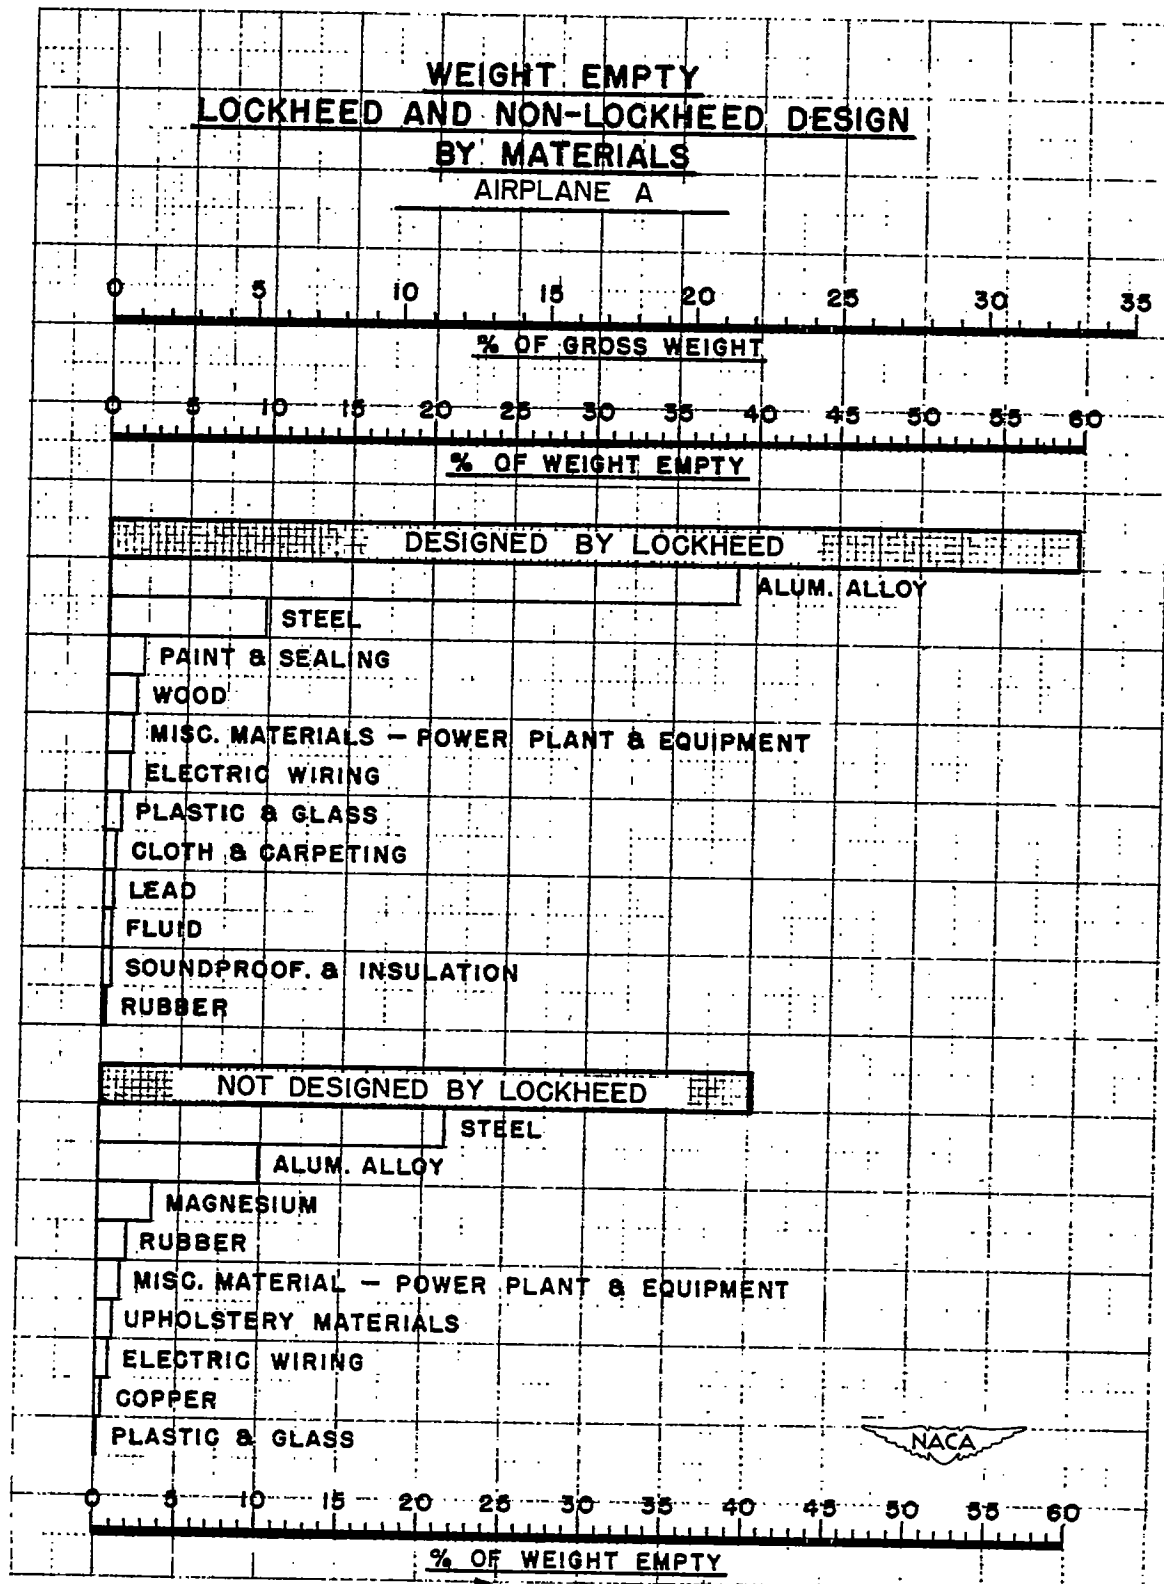 WEIGHT EMPTY
LOCKHEED AND NON-LOCKHEED DESIGN
BY MATERIALS
AIRPLANE A
0 5 10 15 20 25 30 35
% OF GROSS WEIGHT
0 5 10 15 20 25 30 35 40 45 50 55 60
% OF WEIGHT EMPTY
DESIGNED BY LOCKHEED
ALUM. ALLOY
STEEL
PAINT & SEALING
WOOD
MISC. MATERIALS — POWER PLANT & EQUIPMENT
ELECTRIC WIRING
PLASTIC & GLASS
CLOTH & CARPETING
LEAD
FLUID
SOUNDPROOF. & INSULATION
RUBBER
NOT DESIGNED BY LOCKHEED
STEEL
ALUM. ALLOY
MAGNESIUM
RUBBER
MISC. MATERIAL — POWER PLANT & EQUIPMENT
UPHOLSTERY MATERIALS
ELECTRIC WIRING
COPPER
PLASTIC & GLASS
NACA
0 5 10 15 20 25 30 35 40 45 50 55 60
% OF WEIGHT EMPTY